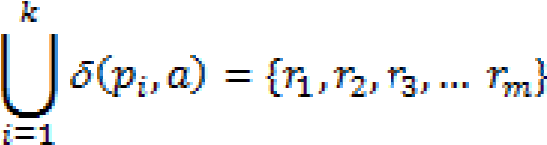 ⋃_{i=1}^{k} δ(p_i, a) = {r_1, r_2, r_3, … r_m}